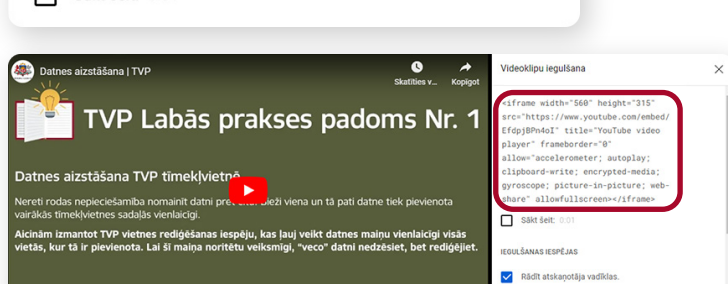 Datnes aizstāšana | TVP
Skatīties v...
Kopīgot
TVP Labās prakses padoms Nr. 1
Datnes aizstāšana TVP tīmekļvietnē
Nereti rodas nepieciešamība nomainīt datni pret Bieži viena un tā pati datne tiek pievienota
vairākās tīmekļvietnes sadaļās vienlaicīgi.
Aicinām izmantot TVP vietnes rediģēšanas iespēju, kas ļauj veikt datnes maiņu vienlaicīgi visās
vietās, kur tā ir pievienota. Lai šī maiņa noritētu veiksmīgi, "veco" datni nedzēsiet, bet rediģējiet.
Videoklipu iegulšana
<iframe width="560" height="315"
src="https://www.youtube.com/embed/
EfdpjBPn4oI" title="YouTube video
player" frameborder="0"
allow="accelerometer; autoplay;
clipboard-write; encrypted-media;
gyroscope; picture-in-picture; web-
share" allowfullscreen></iframe>
Sākt šeit: 0:01
IEGULŠANAS IESPĒJAS
Rādīt atskaņotāja vadīklas.